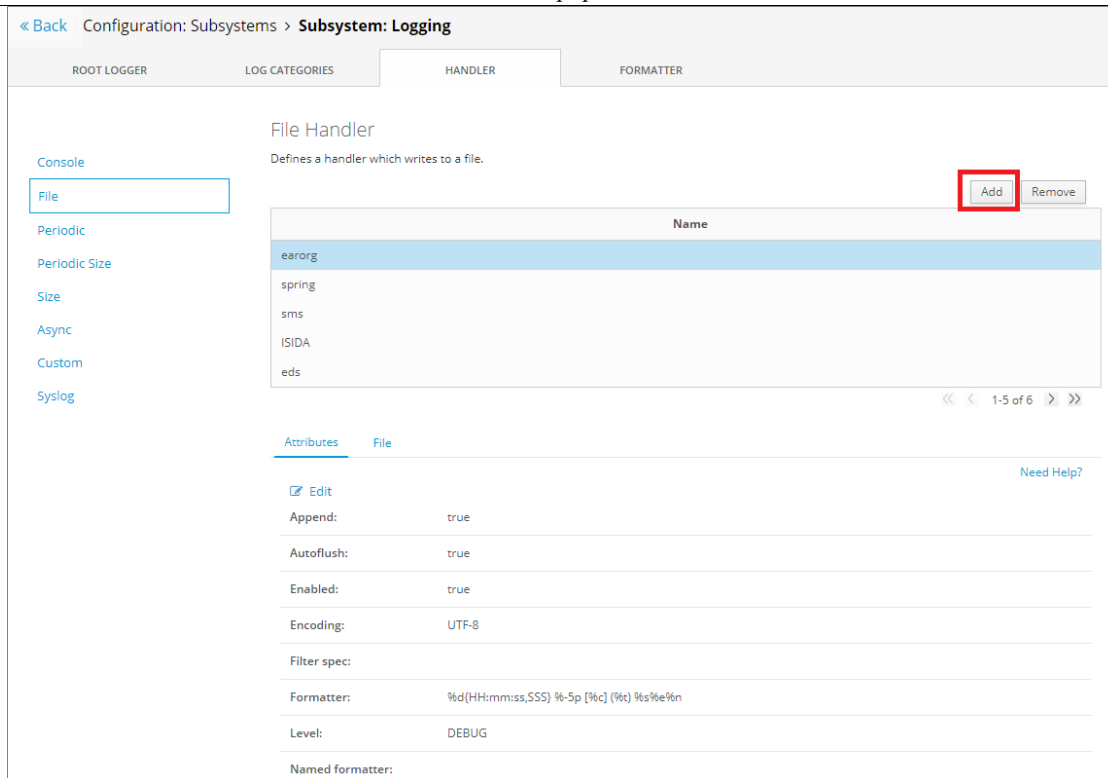 « Back Configuration: Subsystems > Subsystem: Logging
ROOT LOGGER LOG CATEGORIES HANDLER FORMATTER
File Handler
Defines a handler which writes to a file.
Console
File
Periodic
Periodic Size
Size
Async
Custom
Syslog
Add Remove
Name
earorg
spring
sms
ISIDA
eds
1-5 of 6
Attributes File
Need Help?
Edit
Append: true
Autoflush: true
Enabled: true
Encoding: UTF-8
Filter spec:
Formatter: %d{HH:mm:ss,SSS} %-5p [%c] (%t) %s%e%n
Level: DEBUG
Named formatter: